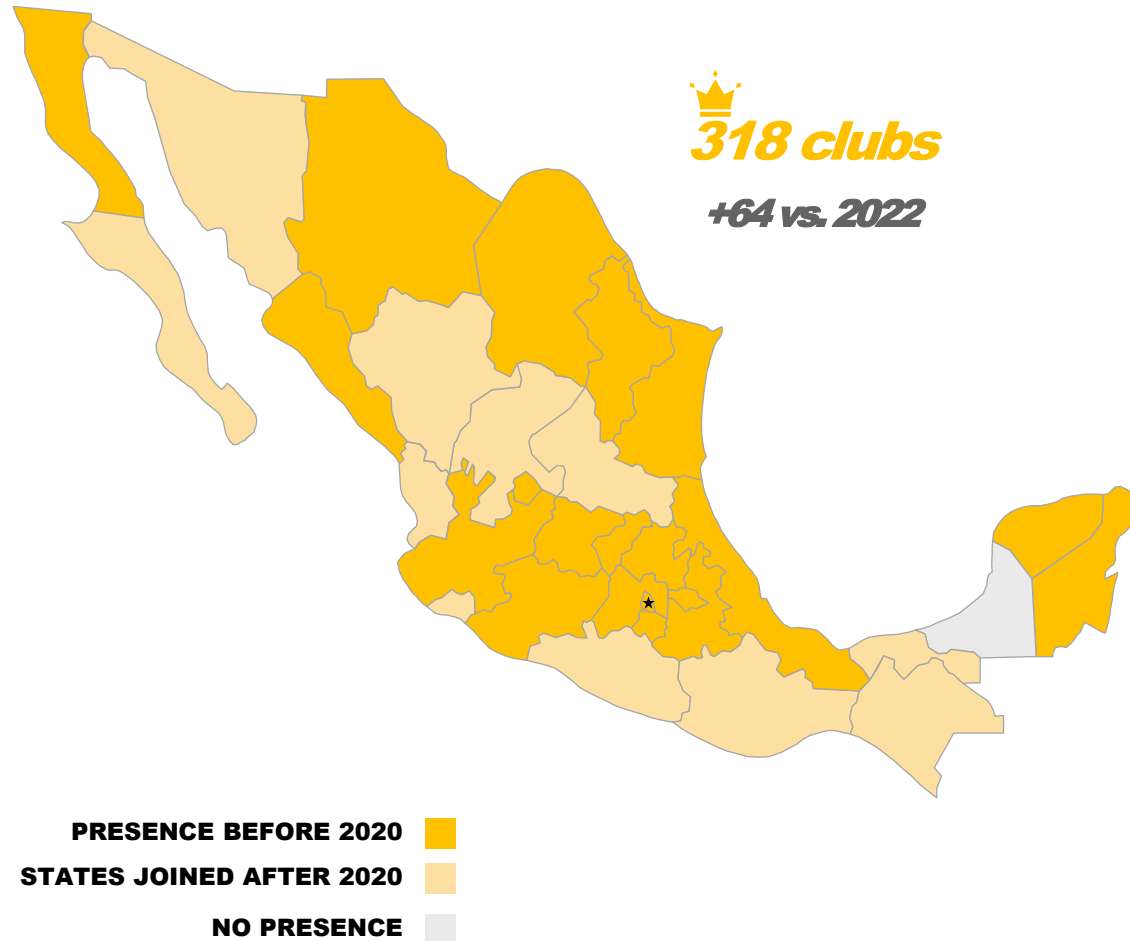 318 clubs
+64 vs. 2022
PRESENCE BEFORE 2020
STATES JOINED AFTER 2020
NO PRESENCE